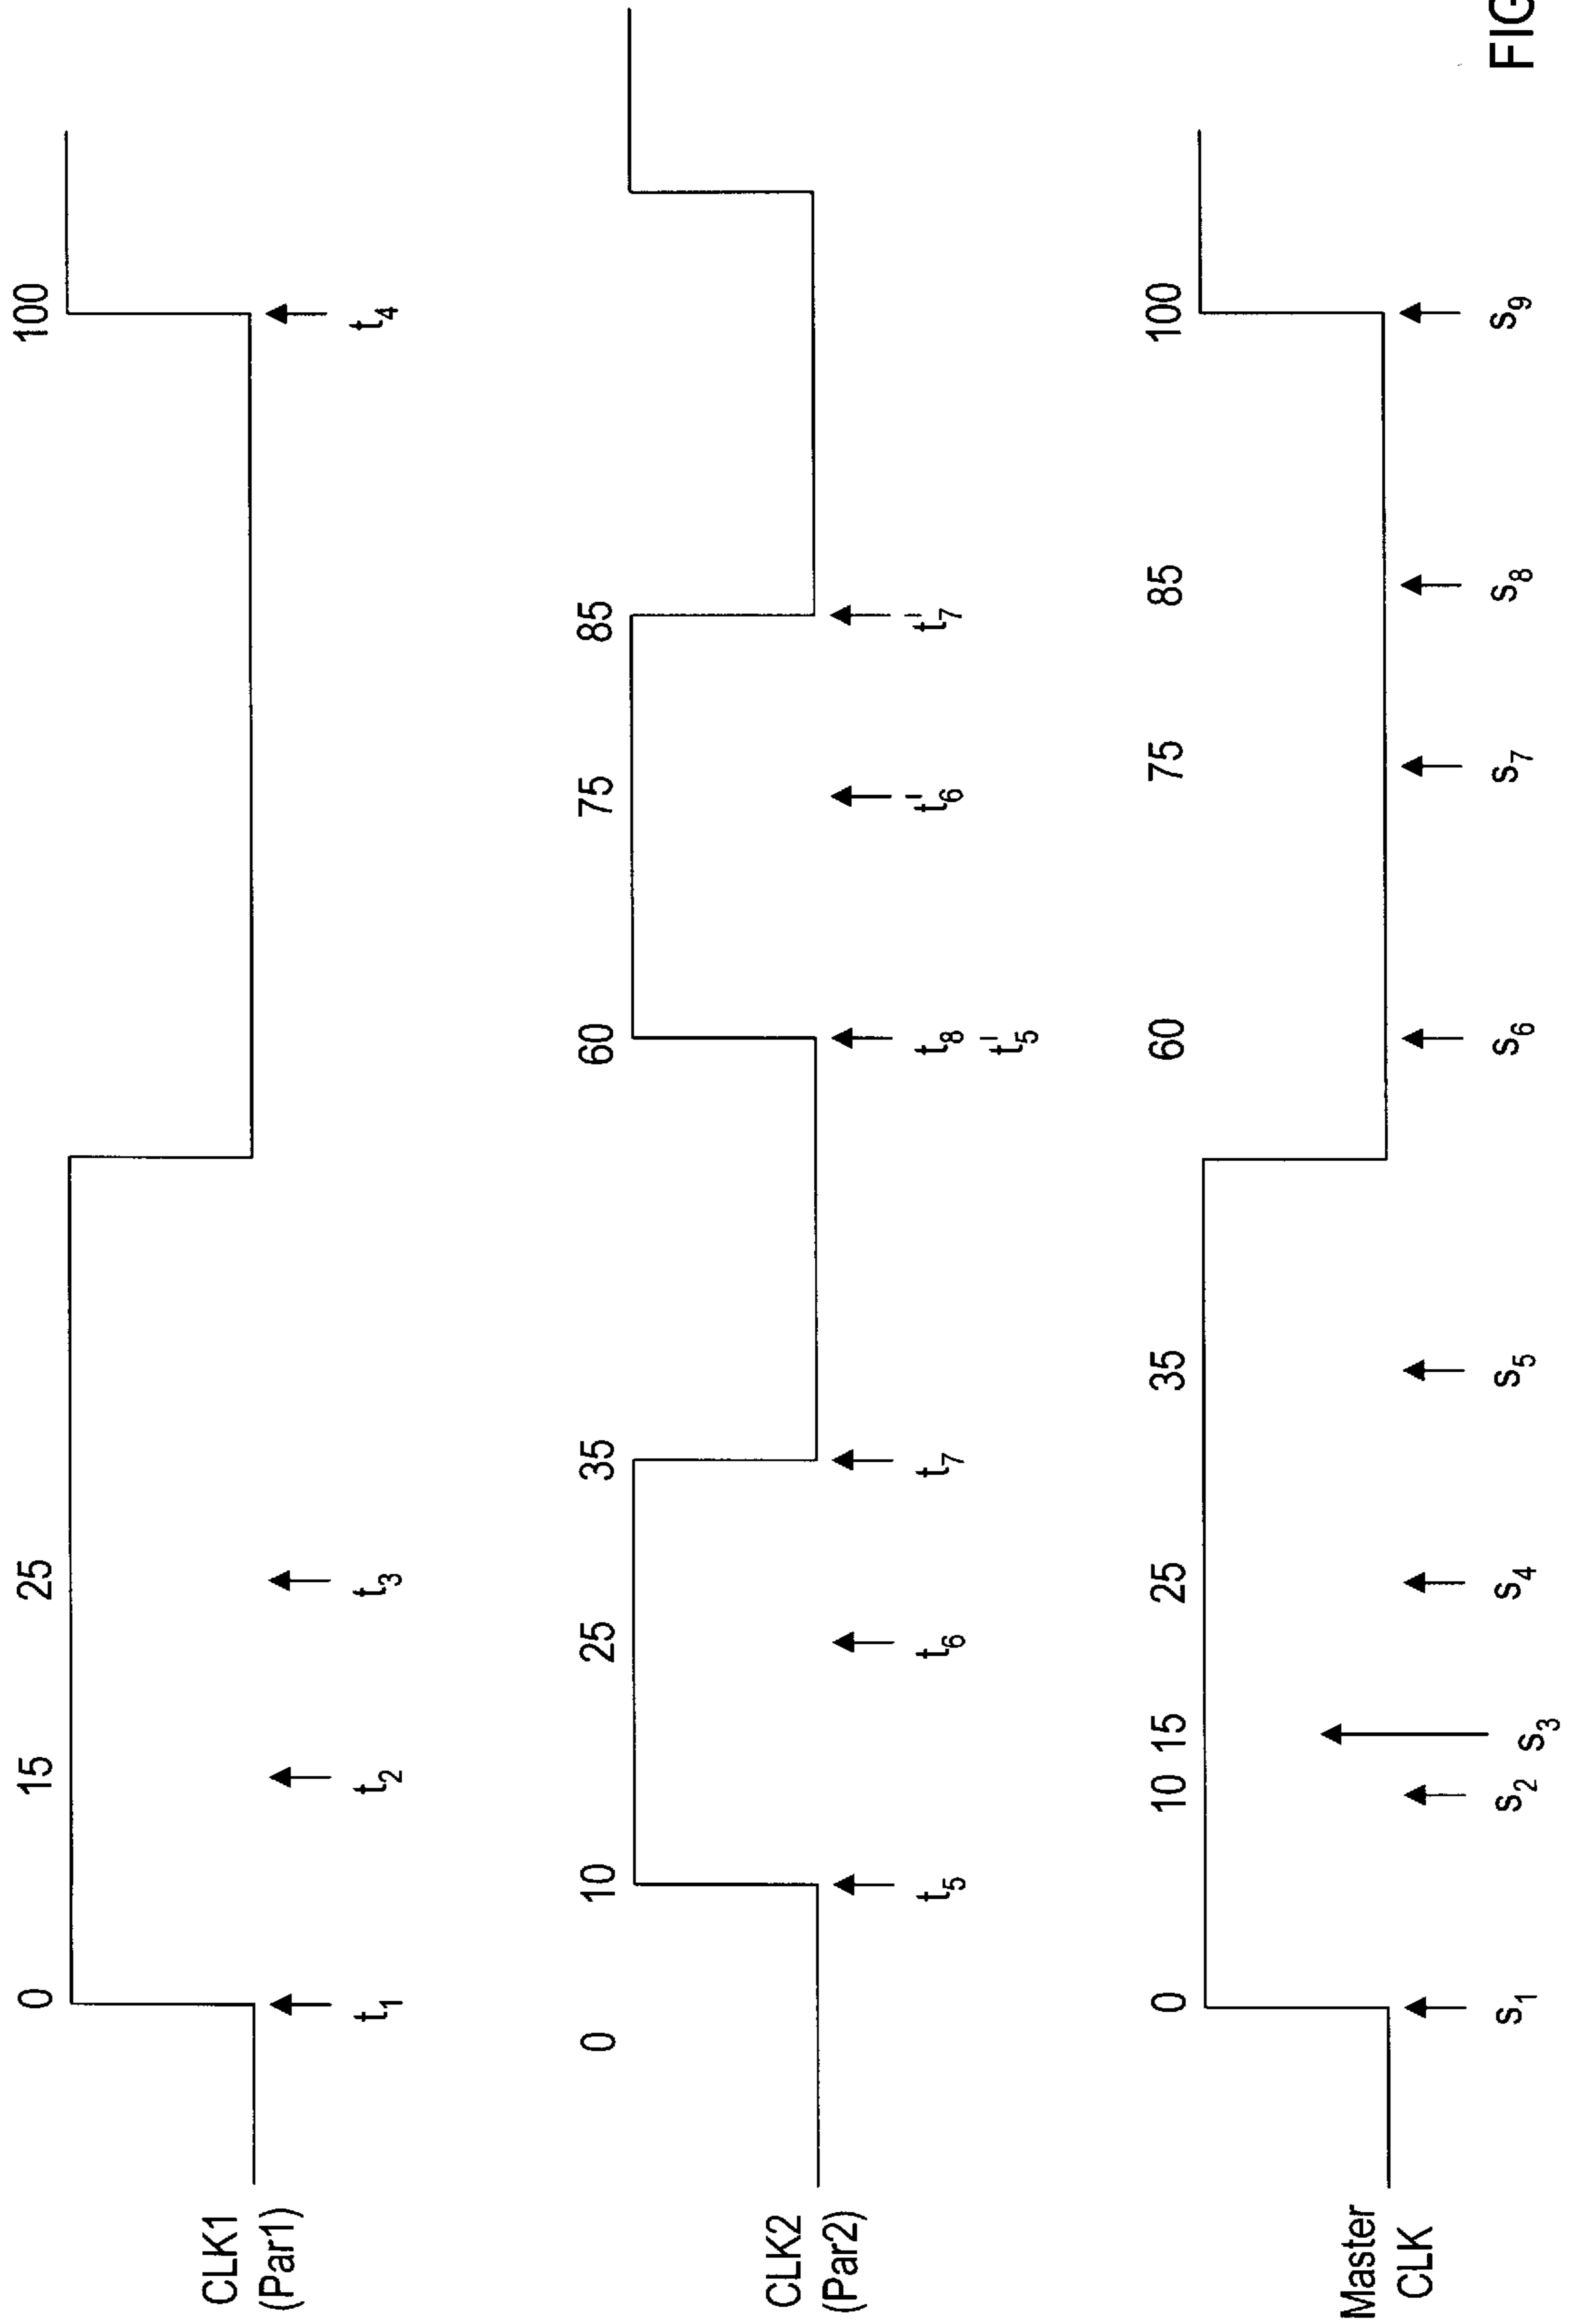 0 15 25 100
CLK1
(Par1)
t1 t2 t3 t4
0 10 25 35 60 75 85
CLK2
(Par2)
t5 t6 t7 t8 t̅6 t̅7
t̅5
0 10 15 25 35 60 75 85 100
Master
CLK
s1 s2 s3 s4 s5 s6 s7 s8 s9